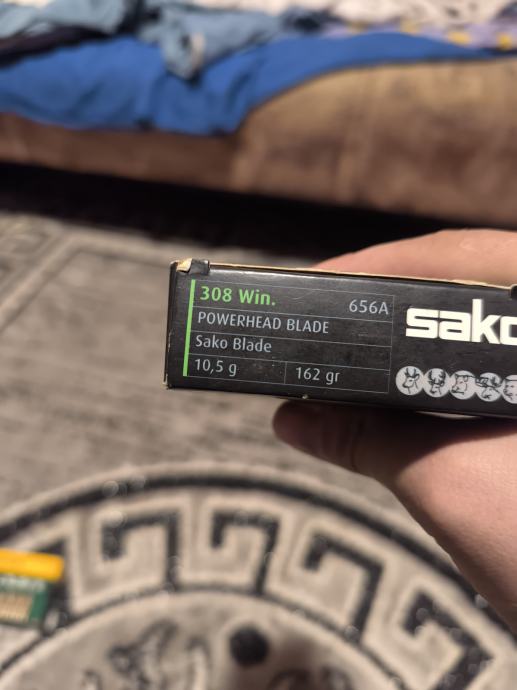 308 Win.
656A
POWERHEAD BLADE
Sako Blade
10,5 g
162 gr
sako